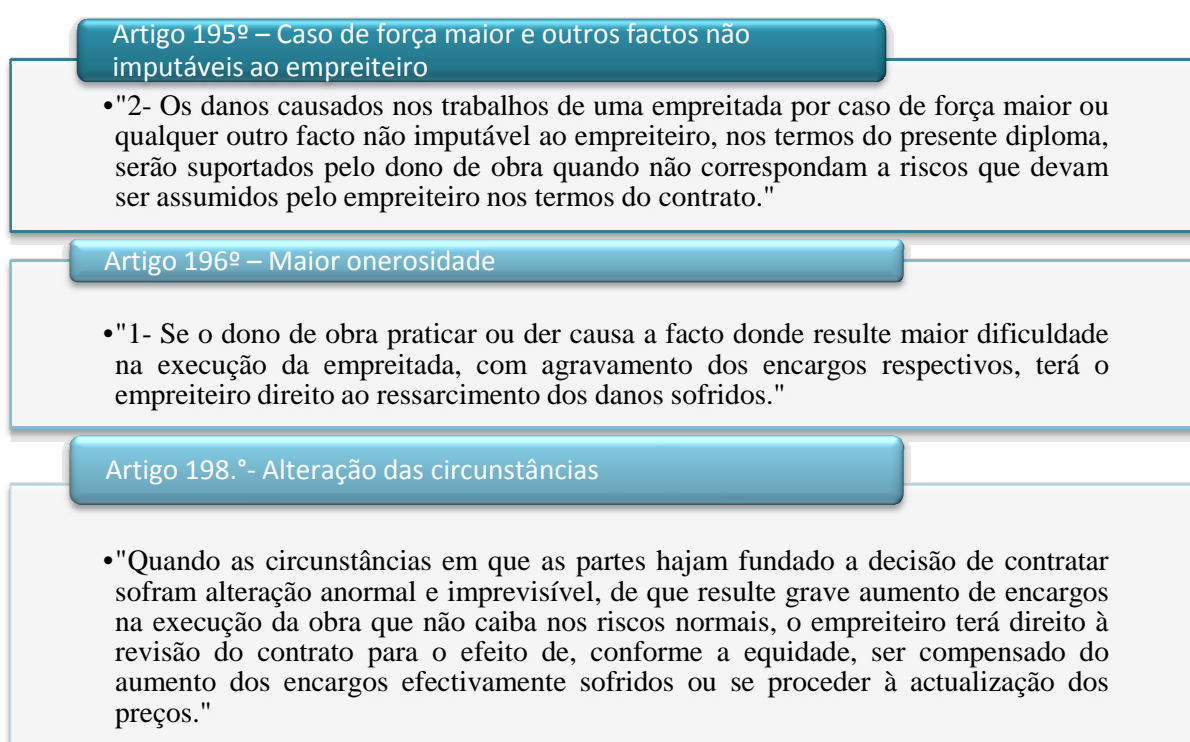 Artigo 195º – Caso de força maior e outros factos não
imputáveis ao empreiteiro
•"2- Os danos causados nos trabalhos de uma empreitada por caso de força maior ou
qualquer outro facto não imputável ao empreiteiro, nos termos do presente diploma,
serão suportados pelo dono de obra quando não correspondam a riscos que devam
ser assumidos pelo empreiteiro nos termos do contrato."
Artigo 196º – Maior onerosidade
•"1- Se o dono de obra praticar ou der causa a facto donde resulte maior dificuldade
na execução da empreitada, com agravamento dos encargos respectivos, terá o
empreiteiro direito ao ressarcimento dos danos sofridos."
Artigo 198.°- Alteração das circunstâncias
•"Quando as circunstâncias em que as partes hajam fundado a decisão de contratar
sofram alteração anormal e imprevisível, de que resulte grave aumento de encargos
na execução da obra que não caiba nos riscos normais, o empreiteiro terá direito à
revisão do contrato para o efeito de, conforme a equidade, ser compensado do
aumento dos encargos efectivamente sofridos ou se proceder à actualização dos
preços."